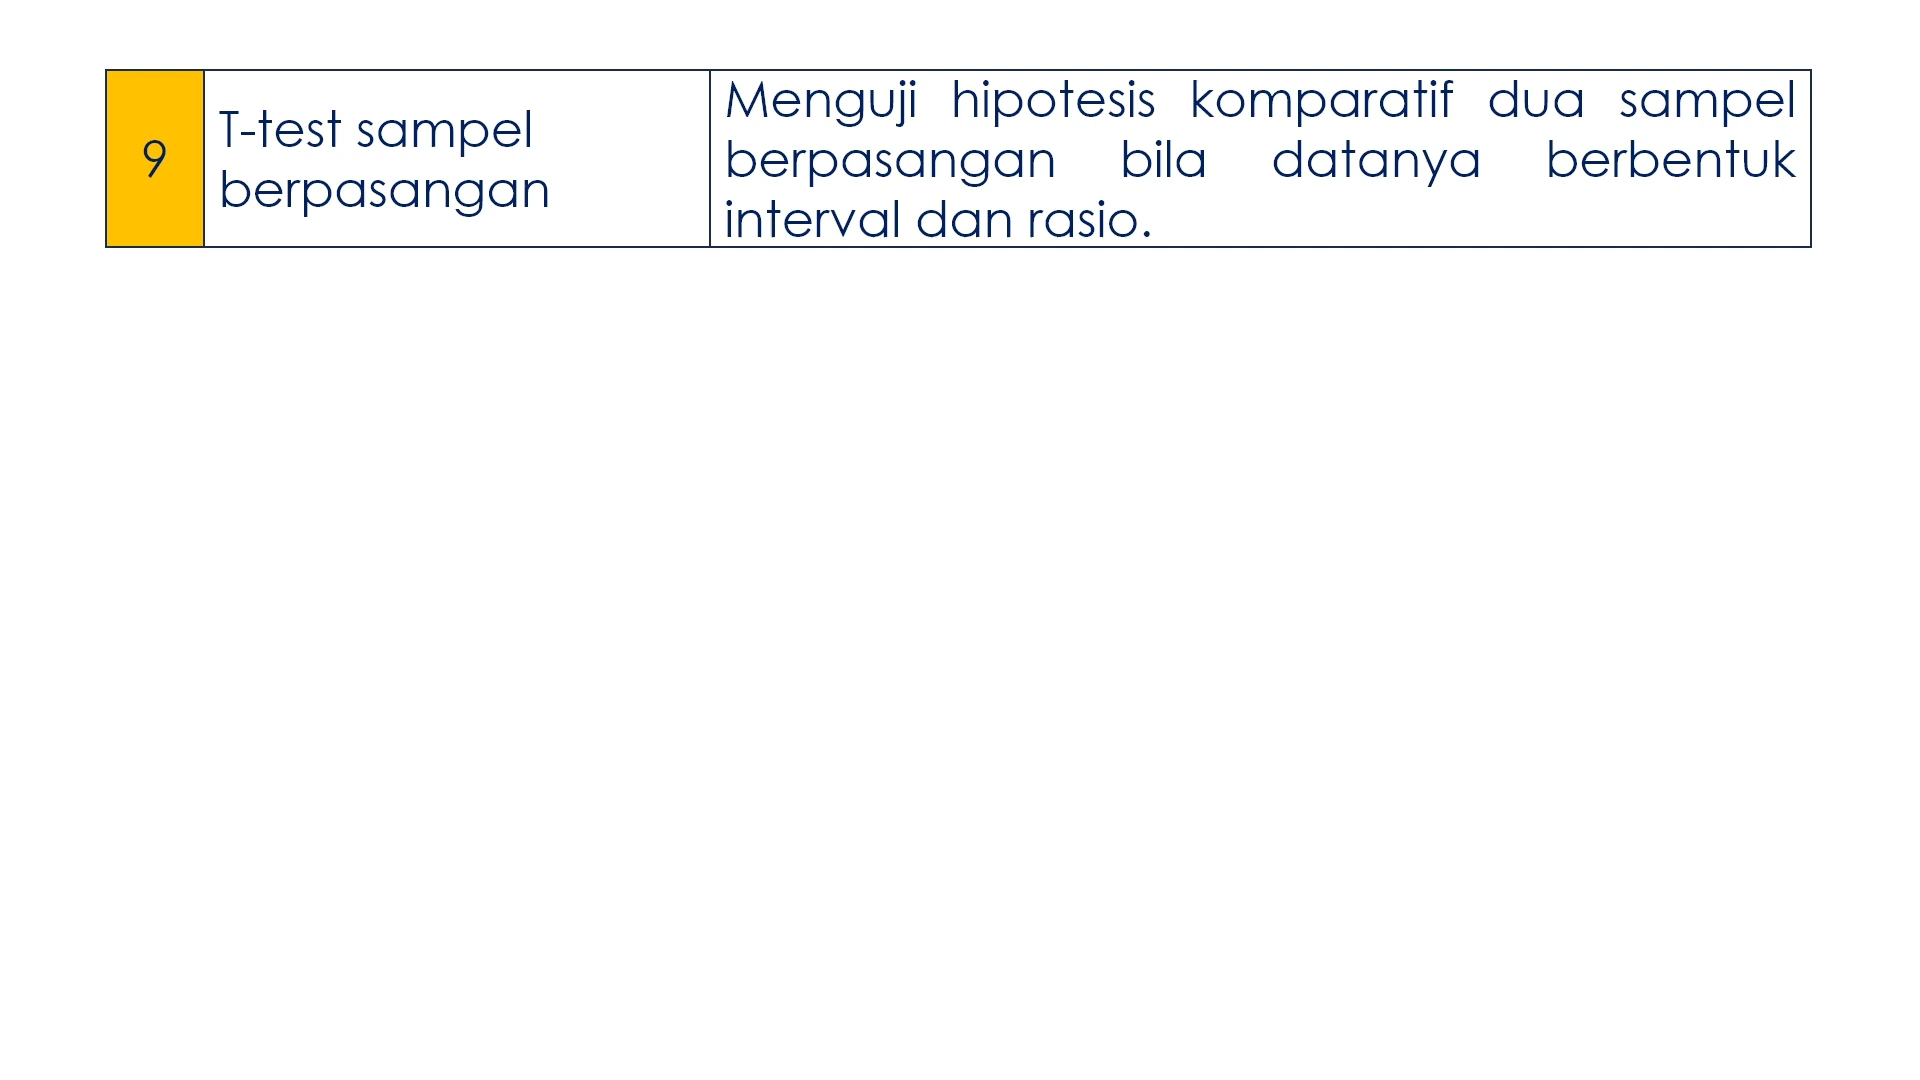 9
T-test sampel
berpasangan
Menguji hipotesis komparatif dua sampel
berpasangan bila datanya berbentuk
interval dan rasio.